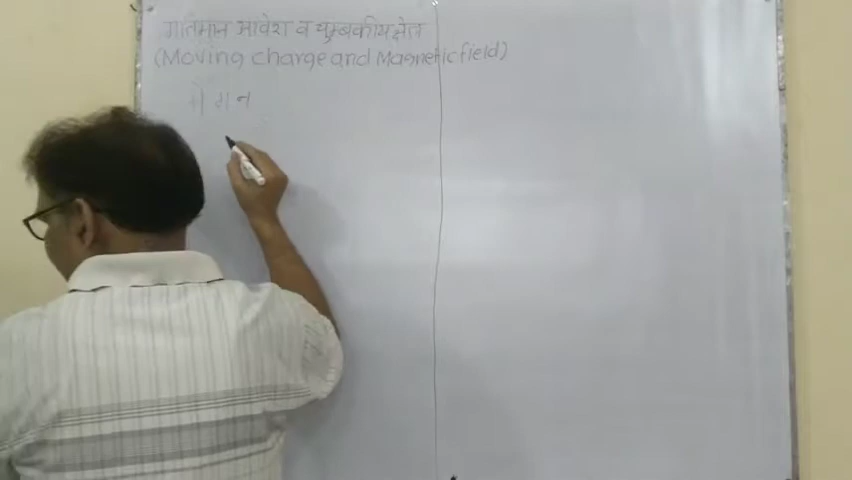 गतिमान आवेश व चुम्बकीय क्षेत्र
(Moving charge and Magnetic field)